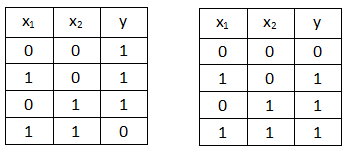 x₁ x₂ y
0 0 1
1 0 1
0 1 1
1 1 0
x₁ x₂ y
0 0 0
1 0 1
0 1 1
1 1 1